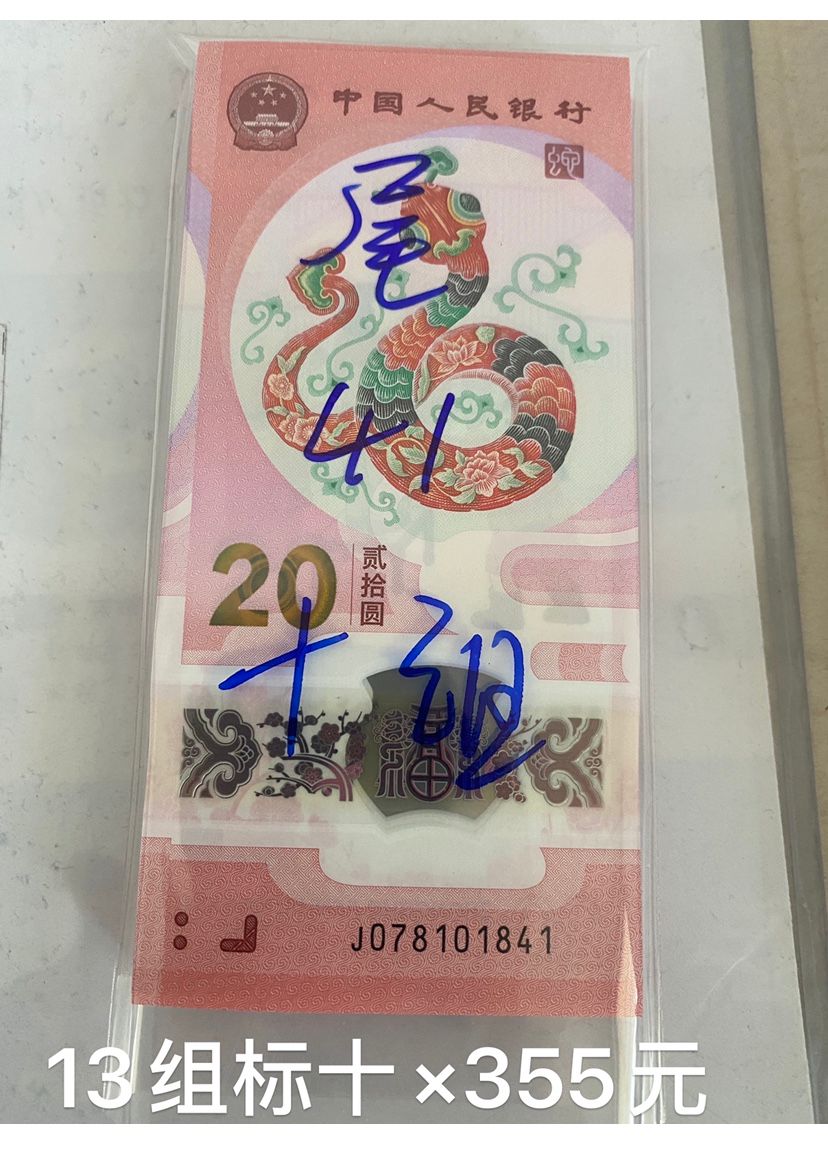 中国人民银行
蛇
尾
41
20 贰拾圆
十组
福
J078101841
13组标十×355元